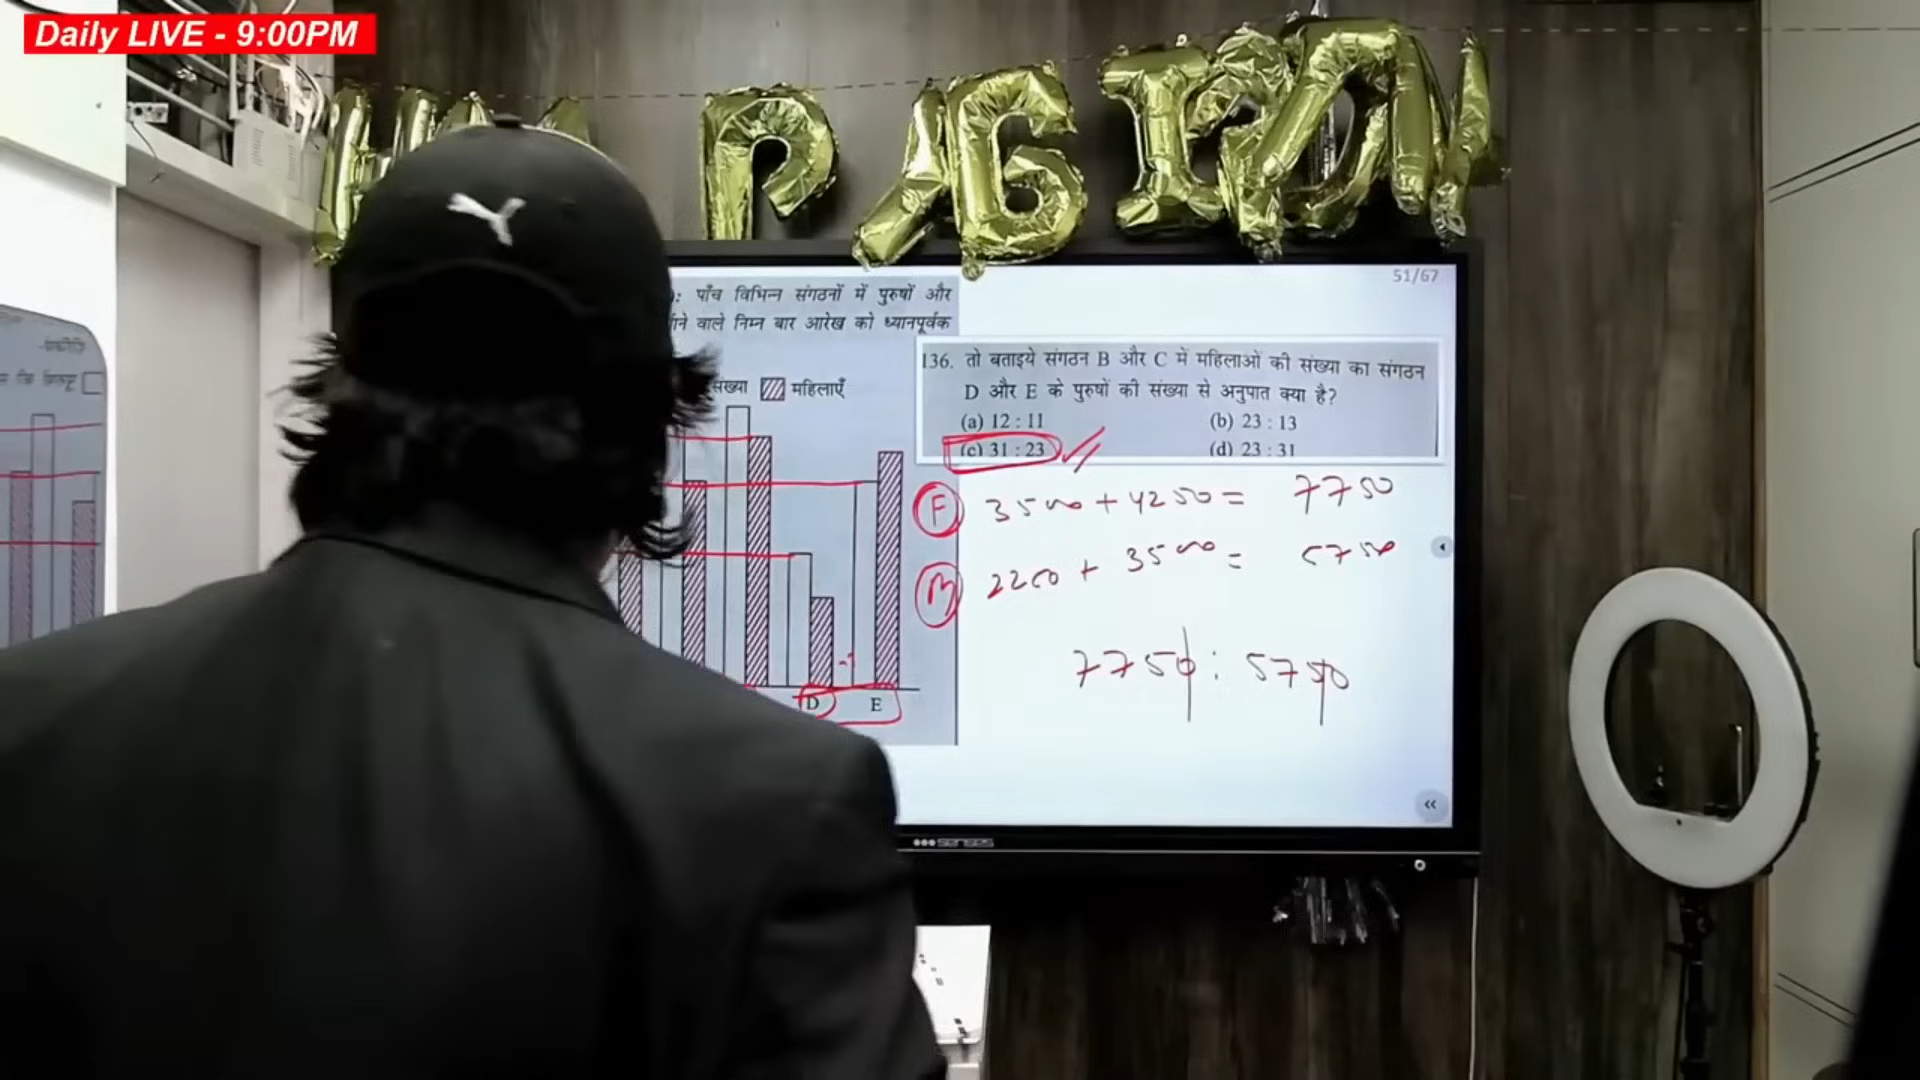 Daily LIVE - 9:00PM
51/67
: पाँच विभिन्न संगठनों में पुरुषों और
वाले निम्न बार आरेख को ध्यानपूर्वक
संख्या महिलाएँ
D E
136. तो बताइये संगठन B और C में महिलाओं की संख्या का संगठन
D और E के पुरुषों की संख्या से अनुपात क्या है?
(a) 12 : 11 (b) 23 : 13
(c) 31 : 23 (d) 23 : 31
F 3500 + 4250 = 7750
M 2250 + 3500 = 5750
7750 : 5750